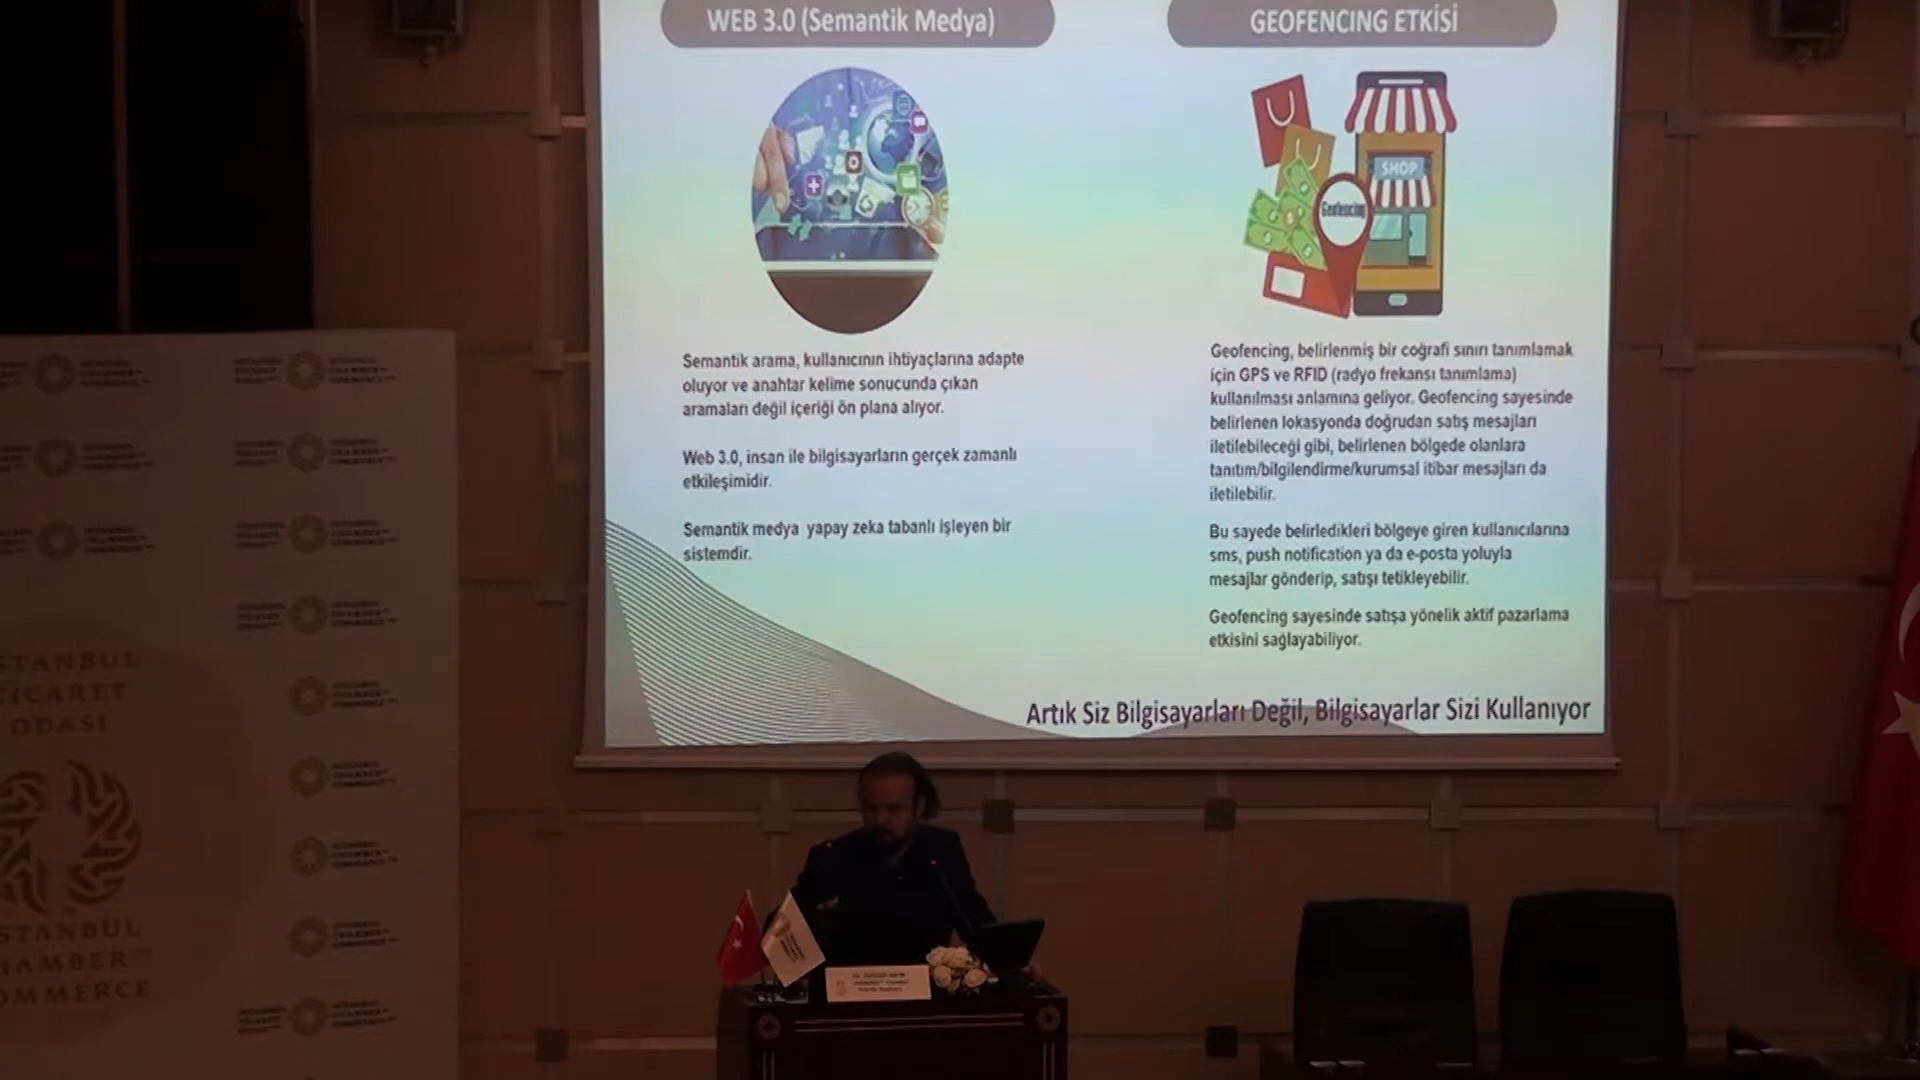 WEB 3.0 (Semantik Medya)
Semantik arama, kullanıcının ihtiyaçlarına adapte
oluyor ve anahtar kelime sonucunda çıkan
aramaları değil içeriği ön plana alıyor.
Web 3.0, insan ile bilgisayarların gerçek zamanlı
etkileşimidir.
Semantik medya yapay zeka tabanlı işleyen bir
sistemdir.
GEOFENCING ETKİSİ
SHOP
Geofencing
Geofencing, belirlenmiş bir coğrafi sınırı tanımlamak
için GPS ve RFID (radyo frekansı tanımlama)
kullanılması anlamına geliyor. Geofencing sayesinde
belirlenen lokasyonda doğrudan satış mesajları
iletilebileceği gibi, belirlenen bölgede olanlara
tanıtım/bilgilendirme/kurumsal itibar mesajları da
iletilebilir.
Bu sayede belirledikleri bölgeye giren kullanıcılarına
sms, push notification ya da e-posta yoluyla
mesajlar gönderip, satışı tetikleyebilir.
Geofencing sayesinde satışa yönelik aktif pazarlama
etkisini sağlayabiliyor.
Artık Siz Bilgisayarları Değil, Bilgisayarlar Sizi Kullanıyor
STANBUL
TİCARET
ODASI
STANBUL
HAMBER
OMMERCE